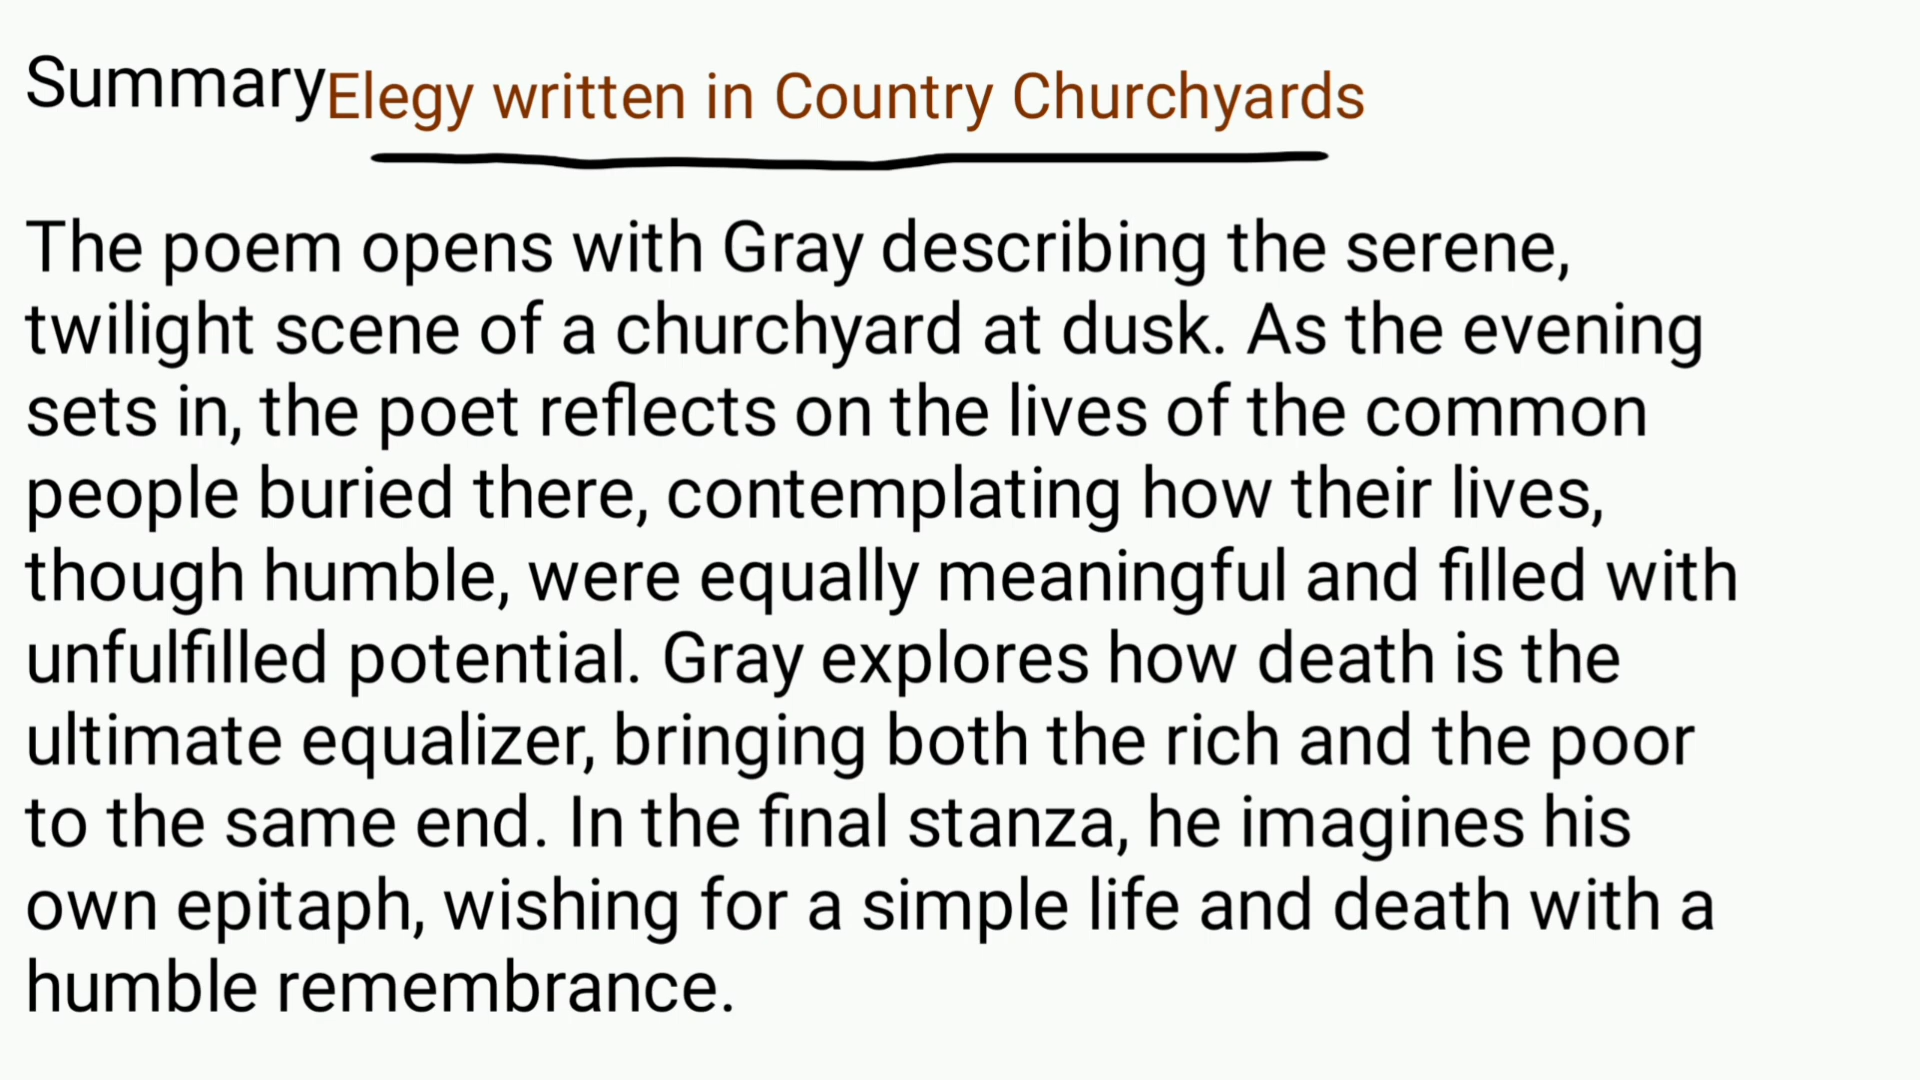 Summary Elegy written in Country Churchyards
The poem opens with Gray describing the serene,
twilight scene of a churchyard at dusk. As the evening
sets in, the poet reflects on the lives of the common
people buried there, contemplating how their lives,
though humble, were equally meaningful and filled with
unfulfilled potential. Gray explores how death is the
ultimate equalizer, bringing both the rich and the poor
to the same end. In the final stanza, he imagines his
own epitaph, wishing for a simple life and death with a
humble remembrance.